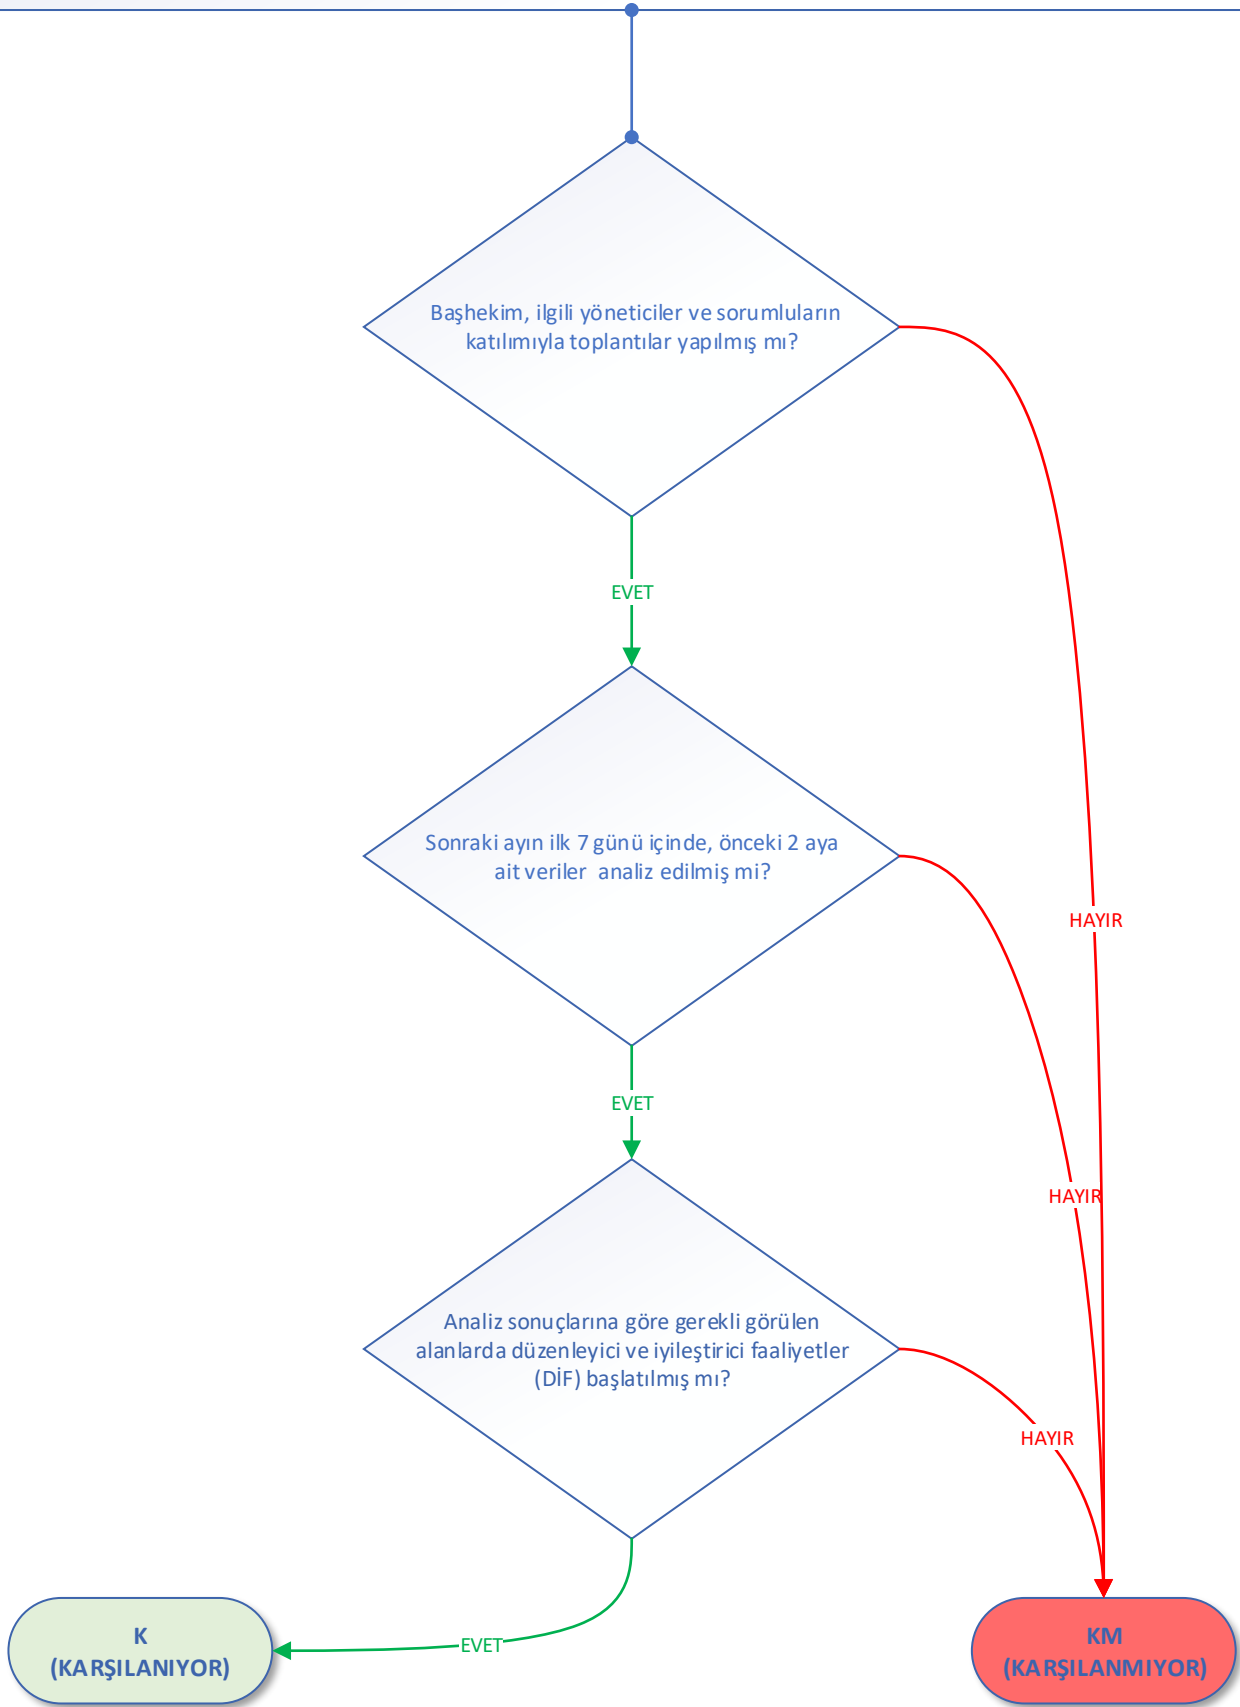 Başhekim, ilgili yöneticiler ve sorumluların
katılımıyla toplantılar yapılmış mı?
EVET
Sonraki ayın ilk 7 günü içinde, önceki 2 aya
ait veriler analiz edilmiş mi?
HAYIR
EVET
HAYIR
Analiz sonuçlarına göre gerekli görülen
alanlarda düzenleyici ve iyileştirici faaliyetler
(DİF) başlatılmış mı?
HAYIR
EVET
K
(KARŞILANIYOR)
KM
(KARŞILANMIYOR)